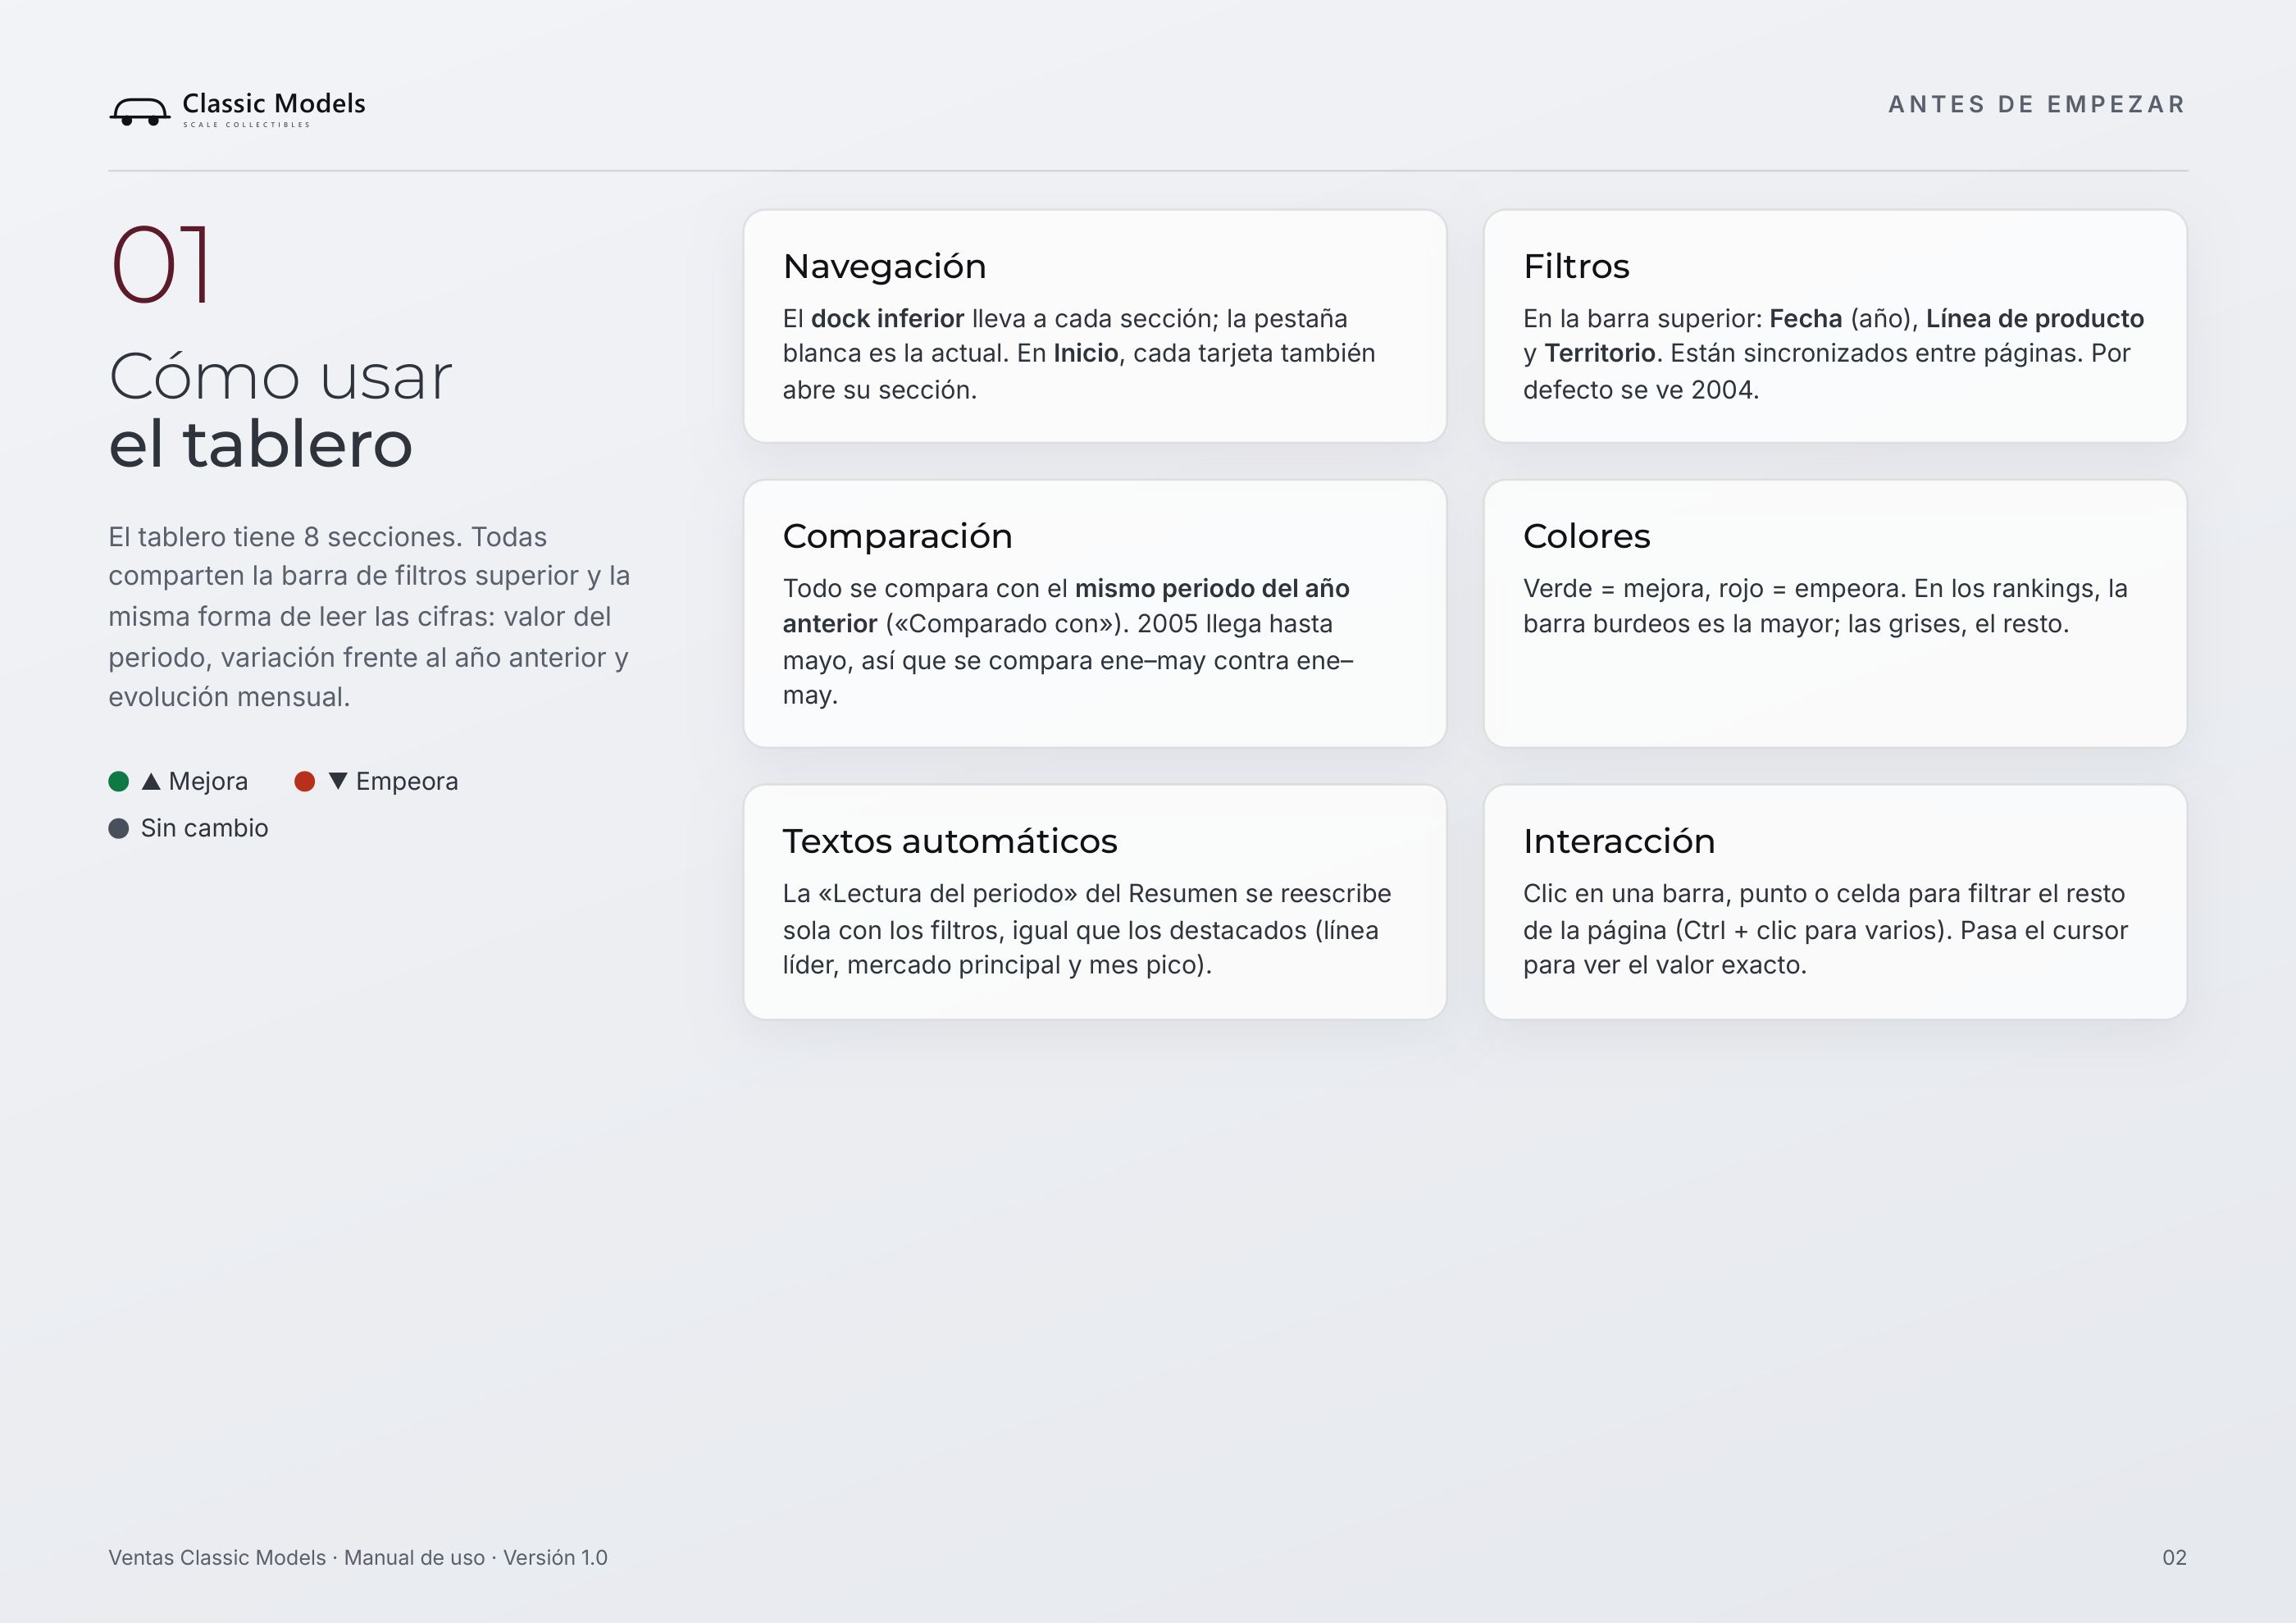 Classic Models
SCALE COLLECTIBLES
ANTES DE EMPEZAR
01
Cómo usar
el tablero
El tablero tiene 8 secciones. Todas
comparten la barra de filtros superior y la
misma forma de leer las cifras: valor del
periodo, variación frente al año anterior y
evolución mensual.
▲ Mejora
▼ Empeora
Sin cambio
Navegación
El dock inferior lleva a cada sección; la pestaña
blanca es la actual. En Inicio, cada tarjeta también
abre su sección.
Filtros
En la barra superior: Fecha (año), Línea de producto
y Territorio. Están sincronizados entre páginas. Por
defecto se ve 2004.
Comparación
Todo se compara con el mismo periodo del año
anterior («Comparado con»). 2005 llega hasta
mayo, así que se compara ene–may contra ene–
may.
Colores
Verde = mejora, rojo = empeora. En los rankings, la
barra burdeos es la mayor; las grises, el resto.
Textos automáticos
La «Lectura del periodo» del Resumen se reescribe
sola con los filtros, igual que los destacados (línea
líder, mercado principal y mes pico).
Interacción
Clic en una barra, punto o celda para filtrar el resto
de la página (Ctrl + clic para varios). Pasa el cursor
para ver el valor exacto.
Ventas Classic Models · Manual de uso · Versión 1.0
02